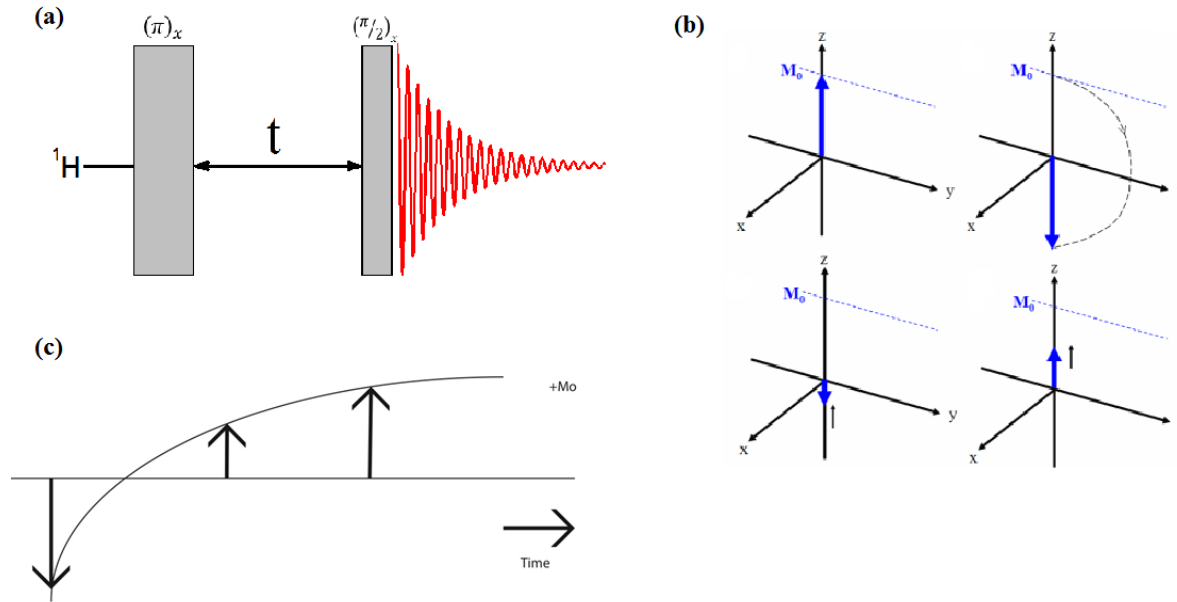 (a)
(π)ₓ
(π/2)ₓ
t
¹H
(b)
z
M₀
y
x
z
M₀
x
z
M₀
y
x
z
M₀
x
(c)
+Mo
Time